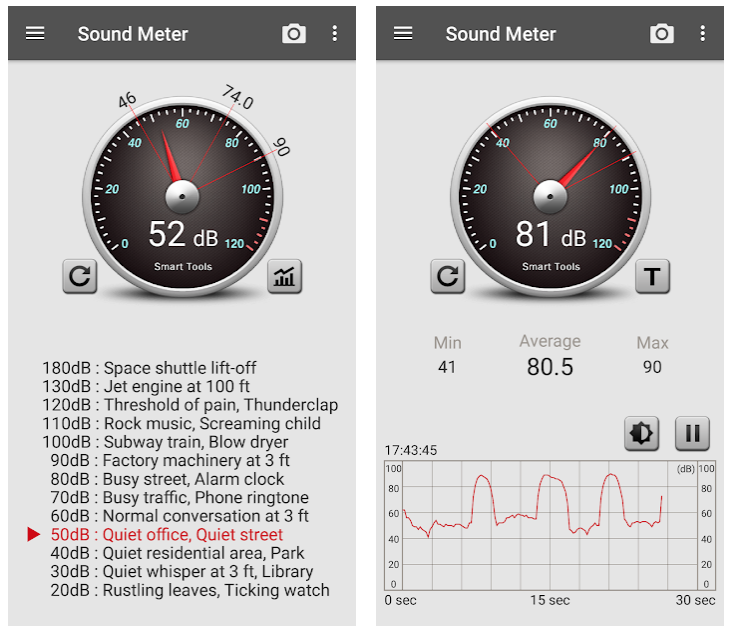 Sound Meter
46
74.0
90
0
20
40
60
80
100
120
52 dB
Smart Tools
180dB : Space shuttle lift-off
130dB : Jet engine at 100 ft
120dB : Threshold of pain, Thunderclap
110dB : Rock music, Screaming child
100dB : Subway train, Blow dryer
90dB : Factory machinery at 3 ft
80dB : Busy street, Alarm clock
70dB : Busy traffic, Phone ringtone
60dB : Normal conversation at 3 ft
50dB : Quiet office, Quiet street
40dB : Quiet residential area, Park
30dB : Quiet whisper at 3 ft, Library
20dB : Rustling leaves, Ticking watch
Sound Meter
0
20
40
60
80
100
120
81 dB
Smart Tools
T
Min Average Max
41 80.5 90
17:43:45
100 (dB) 100
80 80
60 60
40 40
20 20
0 0
0 sec 15 sec 30 sec